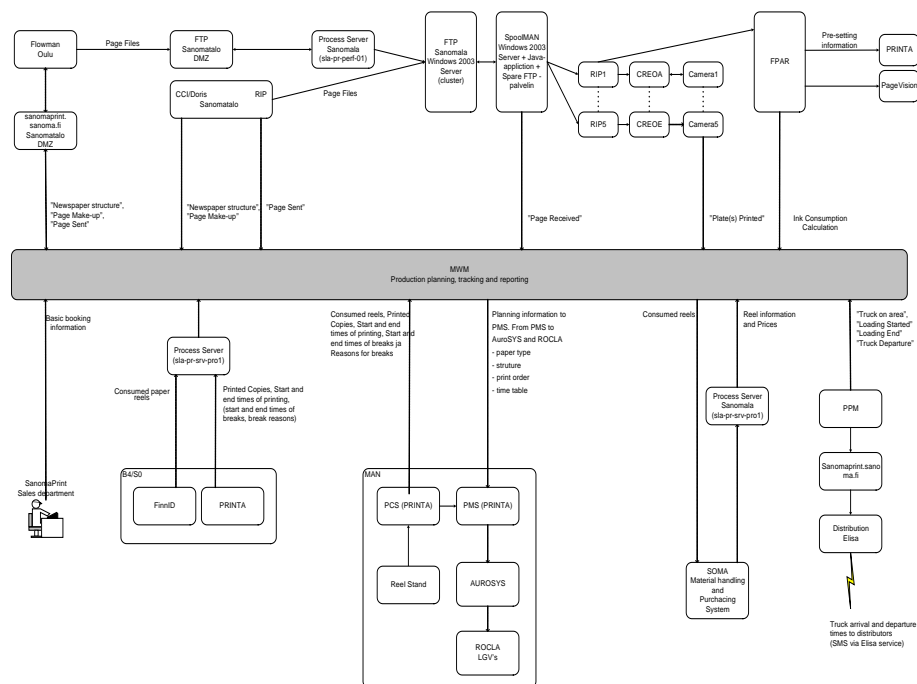 Flowman
Oulu
Page Files
FTP
Sanomatalo
DMZ
Process Server
Sanomala
(sla-pr-perf-01)
FTP
Sanomala
Windows 2003
Server
(cluster)
SpoolMAN
Windows 2003
Server + Java-
appliction +
Spare FTP -
palvelin
RIP1
CREOA
Camera1
RIP5
CREOE
Camera5
FPAR
Pre-setting
information
PRINTA
PageVision
CCI/Doris
RIP
Sanomatalo
Page Files
sanomaprint.
sanoma.fi
Sanomatalo
DMZ
"Newspaper structure",
"Page Make-up",
"Page Sent"
"Newspaper structure",
"Page Make-up"
"Page Sent"
"Page Received"
"Plate(s) Printed"
Ink Consumption
Calculation
MWM
Production planning, tracking and reporting
Basic booking
information
Process Server
(sla-pr-srv-pro1)
Consumed paper
reels
Printed Copies, Start and
end times of printing,
(start and end times of
breaks, break reasons)
Consumed reels, Printed
Copies, Start and end
times of printing, Start and
end times of breaks ja
Reasons for breaks
Planning information to
PMS. From PMS to
AuroSYS and ROCLA
- paper type
- struture
- print order
- time table
Consumed reels
Reel information
and Prices
Process Server
Sanomala
(sla-pr-srv-pro1)
"Truck on area",
"Loading Started"
"Loading End"
"Truck Departure"
PPM
Sanomaprint.sano
ma.fi
Distribution
Elisa
Truck arrival and departure
times to distributors
(SMS via Elisa service)
SanomaPrint
Sales department
B4/S0
FinnID
PRINTA
MAN
PCS (PRINTA)
PMS (PRINTA)
Reel Stand
AUROSYS
ROCLA
LGV's
SOMA
Material handling
and
Purchacing
System